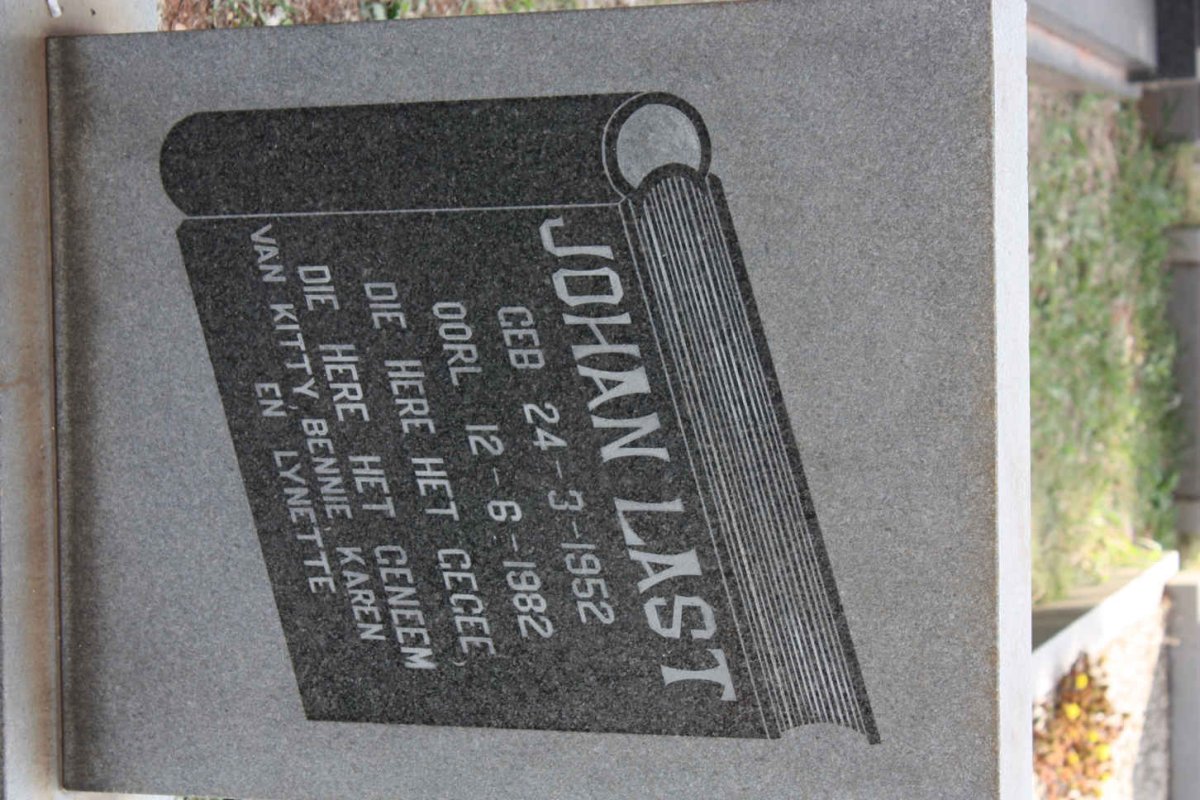 JOHAN LAST
GEB 24-3-1952
OORL 12-6-1982
DIE HERE HET GEGEE,
DIE HERE HET GENEEM
VAN KITTY, BENNIE, KAREN
EN LYNETTE